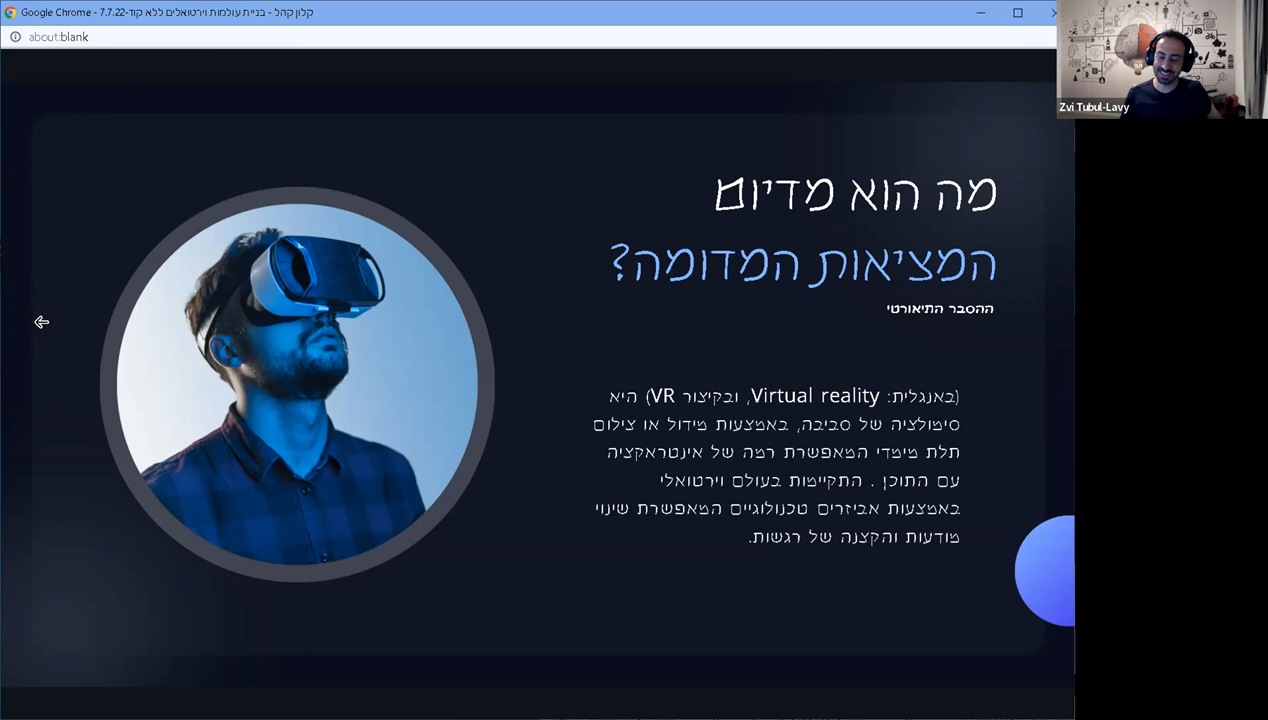 קלון קהל - בניית עולמות וירטואלים ללא קוד-7.7.22 - Google Chrome
about:blank
Zvi Tubul-Lavy
מה הוא מדיום
המציאות המדומה?
ההסבר התיאורטי
(באנגלית: Virtual reality, ובקיצור VR) היא
סימולציה של סביבה, באמצעות מידול או צילום
תלת מימדי המאפשרת רמה של אינטראקציה
עם התוכן . התקיימות בעולם וירטואלי
באמצעות אביזרים טכנולוגיים המאפשרת שינוי
מודעות והקצנה של רגשות.